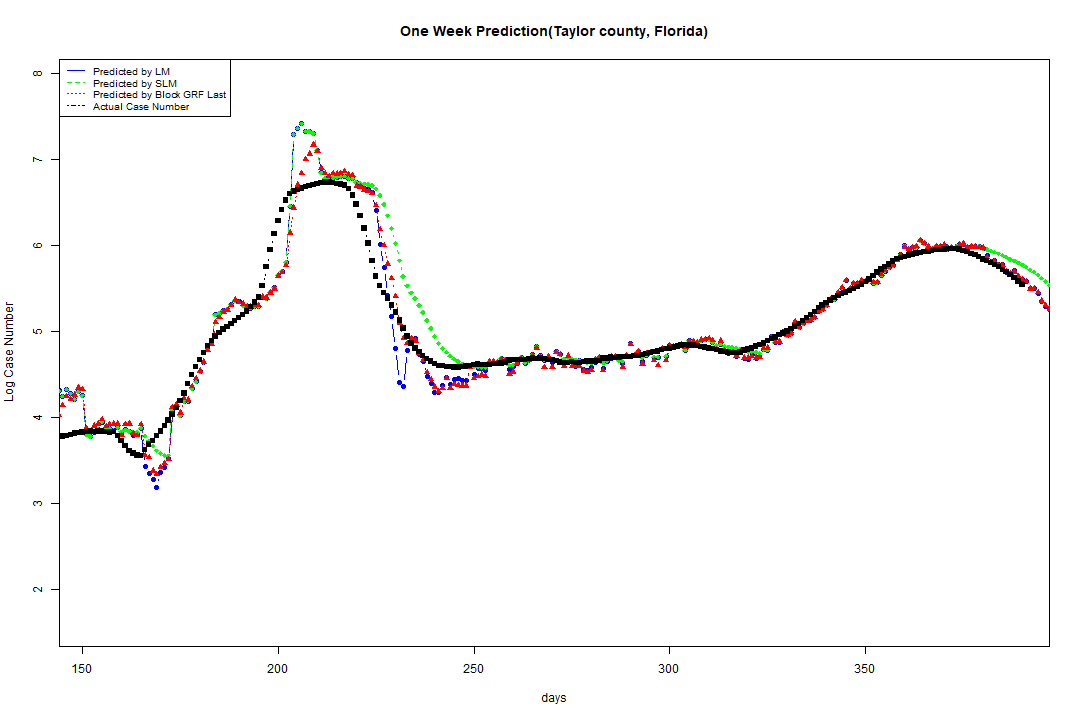 One Week Prediction(Taylor county, Florida)
Predicted by LM
Predicted by SLM
Predicted by Block GRF Last
Actual Case Number
8
7
6
5
4
3
2
Log Case Number
150 200 250 300 350
days